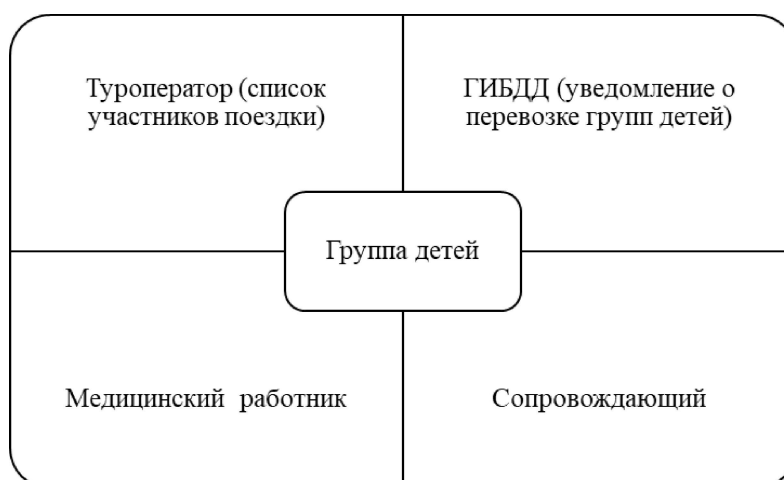 Туроператор (список
участников поездки)
ГИБДД (уведомление о
перевозке групп детей)
Группа детей
Медицинский работник
Сопровождающий